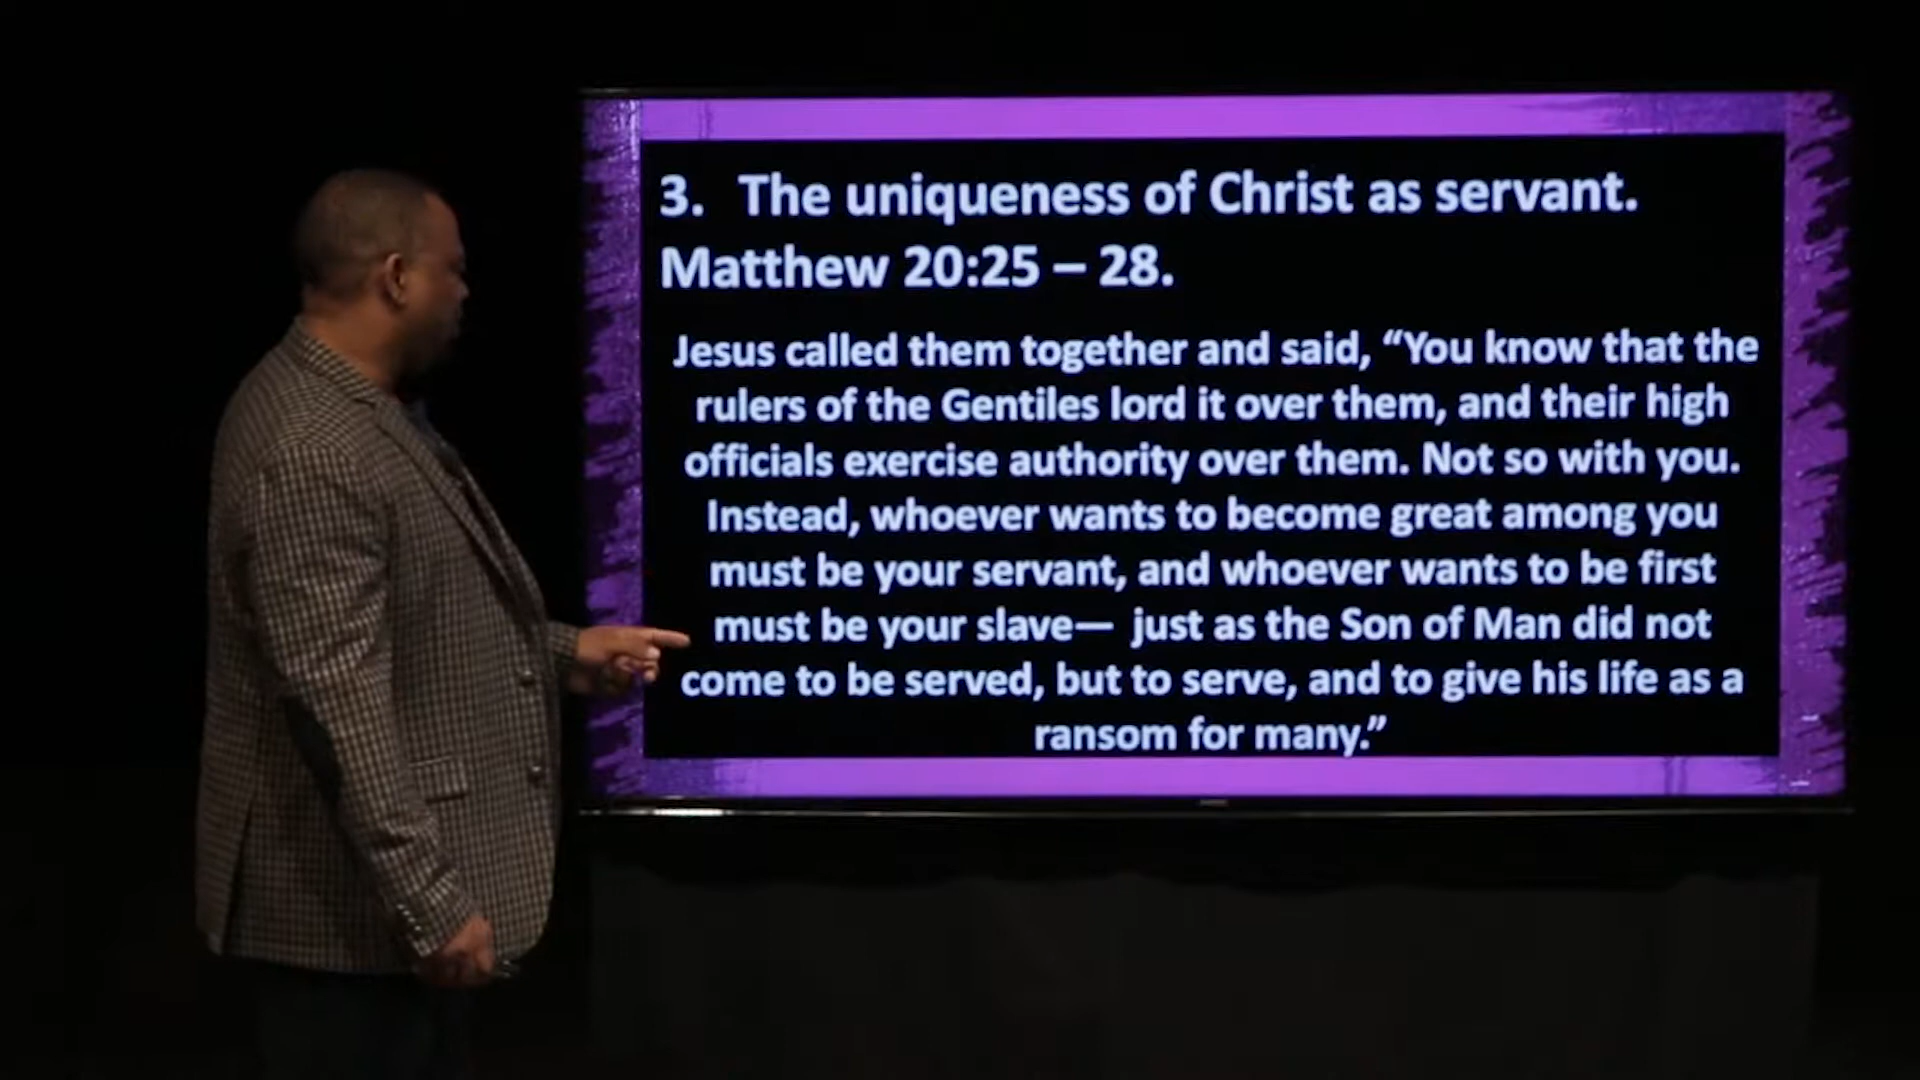 3. The uniqueness of Christ as servant.
Matthew 20:25 – 28.
Jesus called them together and said, “You know that the
rulers of the Gentiles lord it over them, and their high
officials exercise authority over them. Not so with you.
Instead, whoever wants to become great among you
must be your servant, and whoever wants to be first
must be your slave— just as the Son of Man did not
come to be served, but to serve, and to give his life as a
ransom for many.”